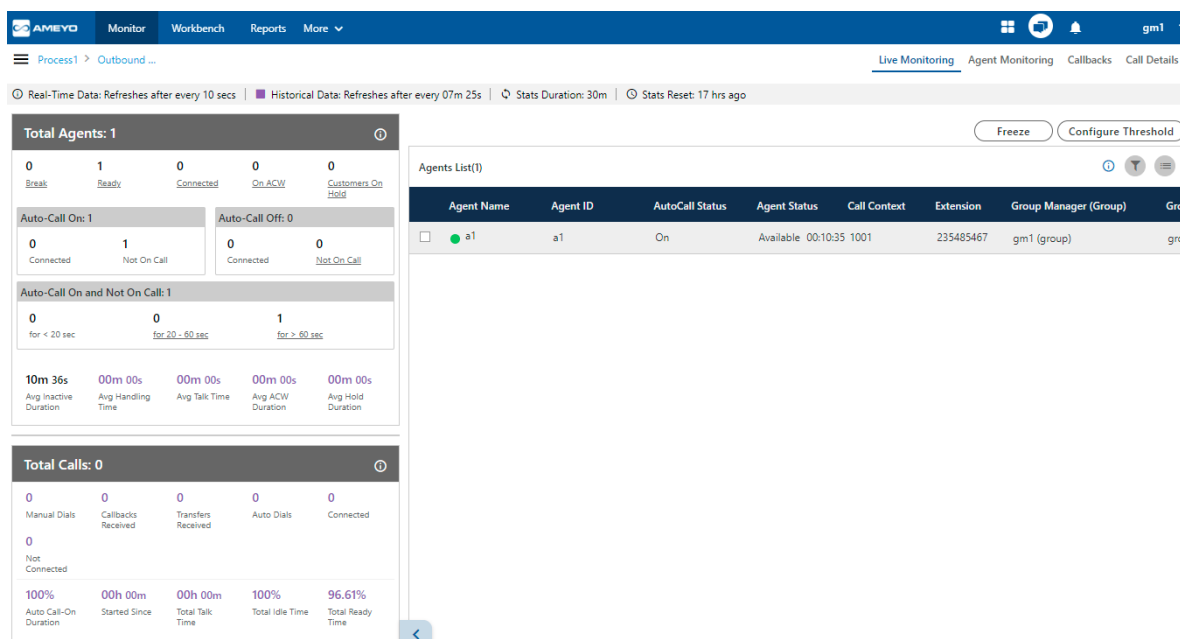 AMEYO Monitor Workbench Reports More gm1
Process1 > Outbound ... Live Monitoring Agent Monitoring Callbacks Call Details
Real-Time Data: Refreshes after every 10 secs | Historical Data: Refreshes after every 07m 25s | Stats Duration: 30m | Stats Reset: 17 hrs ago
Total Agents: 1
0 1 0 0 0
Break Ready Connected On ACW Customers On
Hold
Auto-Call On: 1 Auto-Call Off: 0
0 1 0 0
Connected Not On Call Connected Not On Call
Auto-Call On and Not On Call: 1
0 0 1
for < 20 sec for 20 - 60 sec for > 60 sec
10m 36s 00m 00s 00m 00s 00m 00s 00m 00s
Avg Inactive Avg Handling Avg Talk Time Avg ACW Avg Hold
Duration Time Duration Duration
Total Calls: 0
0 0 0 0 0
Manual Dials Callbacks Transfers Auto Dials Connected
Received Received
0
Not
Connected
100% 00h 00m 00h 00m 100% 96.61%
Auto Call-On Started Since Total Talk Total Idle Time Total Ready
Duration Time Time
Freeze Configure Threshold
Agents List(1)
Agent Name Agent ID AutoCall Status Agent Status Call Context Extension Group Manager (Group) Gr
a1 a1 On Available 00:10:35 1001 235485467 gm1 (group) gr